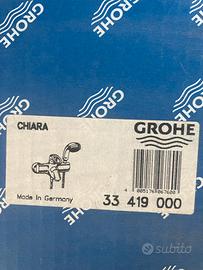 GROHE
GROHE
GROHE
CHIARA
GROHE
Made in Germany
33 419 000
subito